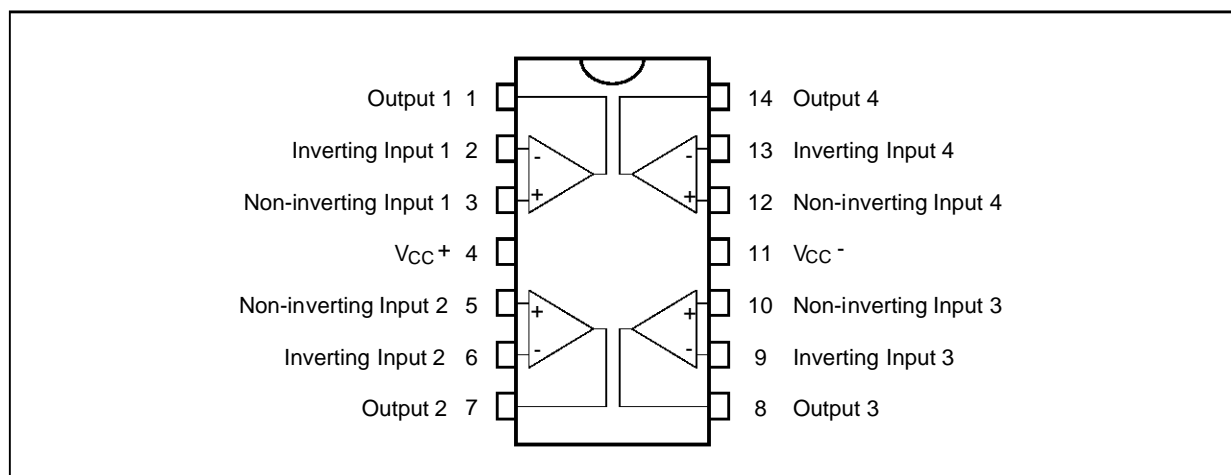 Output 1 1 14 Output 4
Inverting Input 1 2 - - 13 Inverting Input 4
Non-inverting Input 1 3 + + 12 Non-inverting Input 4
VCC + 4 11 VCC -
Non-inverting Input 2 5 + + 10 Non-inverting Input 3
Inverting Input 2 6 - - 9 Inverting Input 3
Output 2 7 8 Output 3